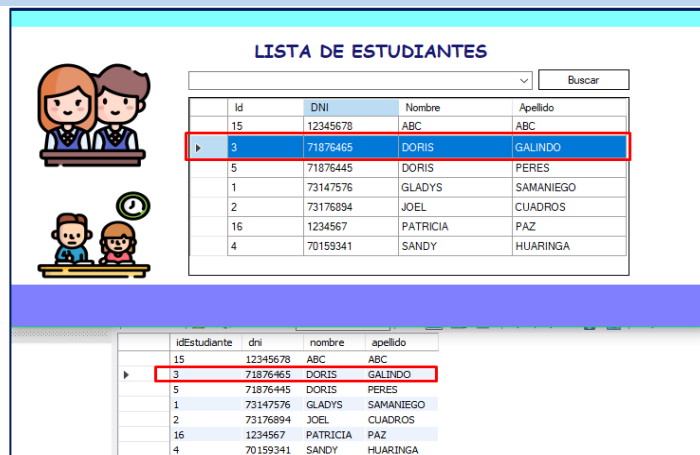 LISTA DE ESTUDIANTES
Buscar
Id DNI Nombre Apellido
15 12345678 ABC ABC
3 71876465 DORIS GALINDO
5 71876445 DORIS PERES
1 73147576 GLADYS SAMANIEGO
2 73176894 JOEL CUADROS
16 1234567 PATRICIA PAZ
4 70159341 SANDY HUARINGA
idEstudiante dni nombre apellido
15 12345678 ABC ABC
3 71876465 DORIS GALINDO
5 71876445 DORIS PERES
1 73147576 GLADYS SAMANIEGO
2 73176894 JOEL CUADROS
16 1234567 PATRICIA PAZ
4 70159341 SANDY HUARINGA